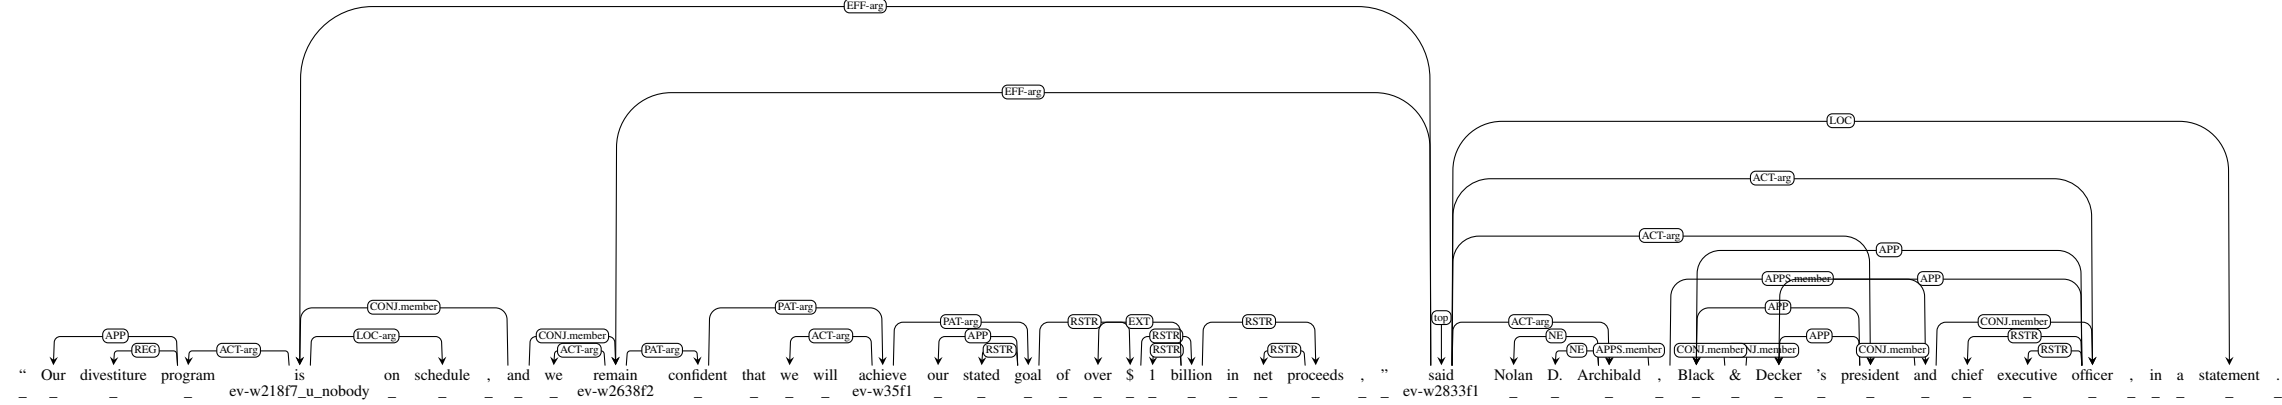 EFF-arg
EFF-arg
LOC
ACT-arg
ACT-arg
APP
APPS.member APP
CONJ.member PAT-arg APP
PAT-arg RSTR EXT RSTR top ACT-arg CONJ.member
APP LOC-arg CONJ.member ACT-arg APP RSTR NE APP RSTR
REG ACT-arg ACT-arg PAT-arg RSTR RSTR RSTR NE APPS.member CONJ.member CONJ.member RSTR
“ Our divestiture program is on schedule , and we remain confident that we will achieve our stated goal of over $ 1 billion in net proceeds , ” said Nolan D. Archibald , Black & Decker 's president and chief executive officer , in a statement .
_ _ _ _ ev-w218f7_u_nobody _ _ _ _ _ ev-w2638f2 _ _ _ _ ev-w35f1 _ _ _ _ _ _ _ _ _ _ _ _ _ ev-w2833f1 _ _ _ _ _ _ _ _ _ _ _ _ _ _ _ _ _ _